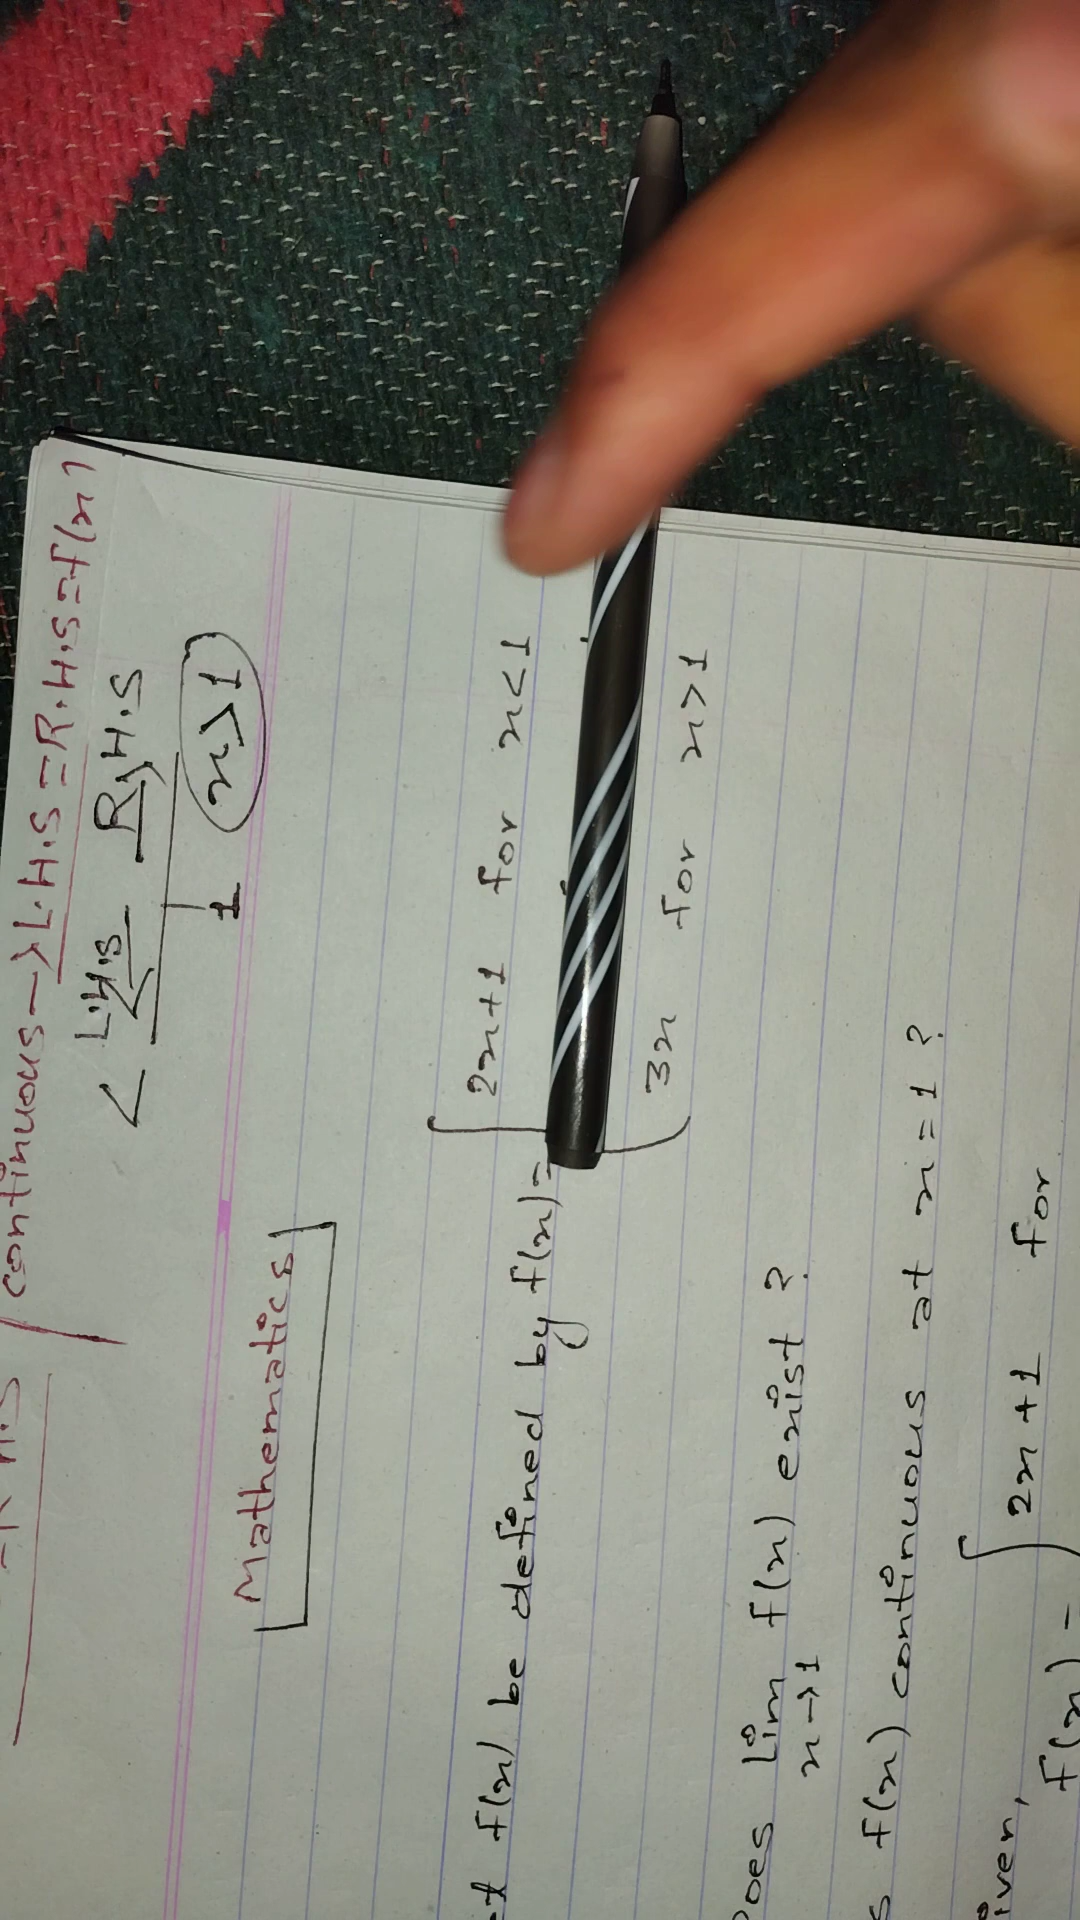 continuous→L.H.S=R.H.S=f(x)
< L.H.S R.H.S
1 x>1
Mathematics
f(x) be defined by f(x)= { 2x+1 for x<1
3x for x>1
Does lim f(x) exist ?
x→1
f(x) continuous at x=1 ?
2x+1 for
f(x) =